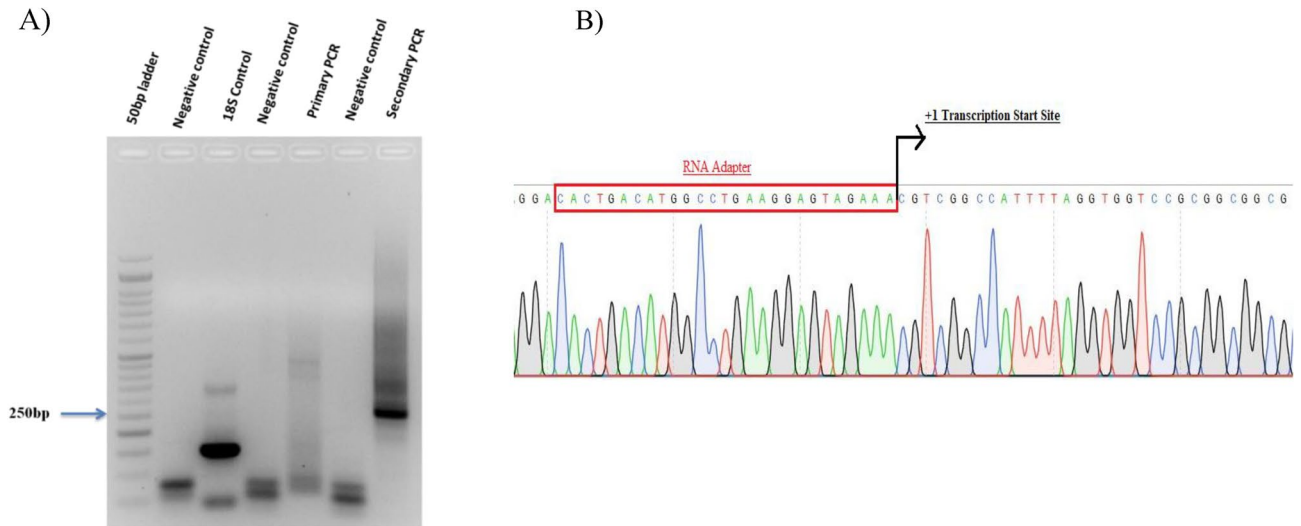 A)
50bp ladder
Negative control
18S Control
Negative control
Primary PCR
Negative control
Secondary PCR
250bp
B)
+1 Transcription Start Site
RNA Adapter
GGACACTGACATGGCCTGAAGGAGTAGAAACGTCGGCCATTTTAGGTGGTCCGCGGCGGCG